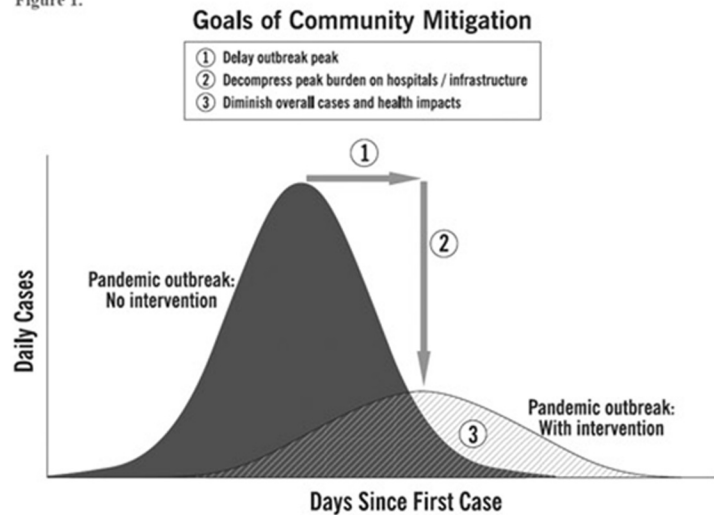 Figure 1.
Goals of Community Mitigation
① Delay outbreak peak
② Decompress peak burden on hospitals / infrastructure
③ Diminish overall cases and health impacts
①
②
Pandemic outbreak:
No intervention
Daily Cases
Pandemic outbreak:
With intervention
③
Days Since First Case